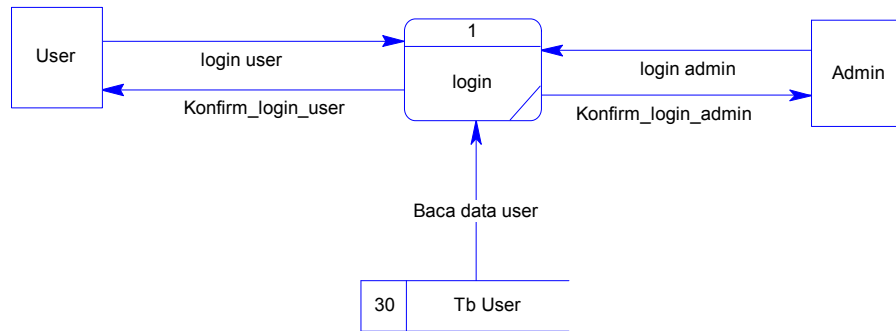 1
User
login user
login
login admin
Admin
Konfirm_login_user
Konfirm_login_admin
Baca data user
30
Tb User